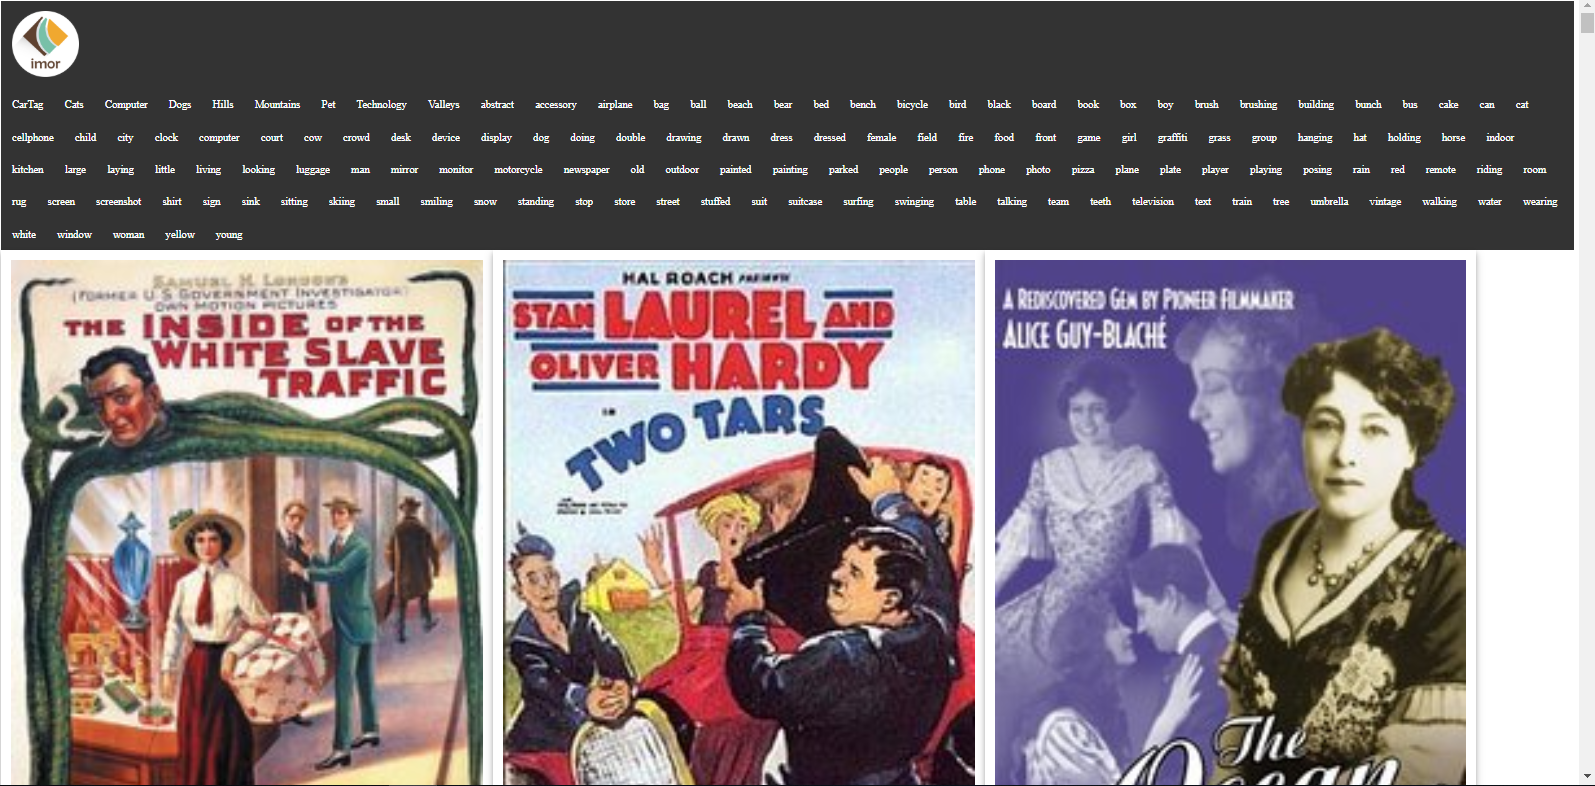 imor
CarTag Cats Computer Dogs Hills Mountains Pet Technology Valleys abstract accessory airplane bag ball beach bear bed bench bicycle bird black board book box boy brush brushing building bunch bus cake can cat
cellphone child city clock computer court cow crowd desk device display dog doing double drawing drawn dress dressed female field fire food front game girl graffiti grass group hanging hat holding horse indoor
kitchen large laying little living looking luggage man mirror monitor motorcycle newspaper old outdoor painted painting parked people person phone photo pizza plane plate player playing posing rain red remote riding room
rug screen screenshot shirt sign sink sitting skiing small smiling snow standing stop store street stuffed suit suitcase surfing swinging table talking team teeth television text train tree umbrella vintage walking water wearing
white window woman yellow young
SAMUEL H. LONDON'S
(FORMER U.S. GOVERNMENT INVESTIGATOR)
OWN MOTION PICTURES
THE INSIDE OF THE
WHITE SLAVE
TRAFFIC
HAL ROACH PRESENTS
STAN LAUREL AND
OLIVER HARDY
IN
TWO TARS
A REDISCOVERED GEM BY PIONEER FILMMAKER
ALICE GUY-BLACHÉ
The
Ocean